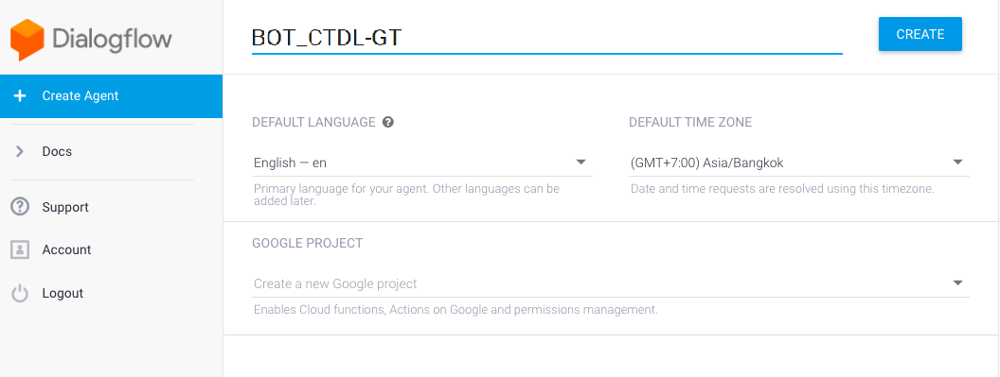 Dialogflow
BOT_CTDL-GT
CREATE
Create Agent
Docs
Support
Account
Logout
DEFAULT LANGUAGE
DEFAULT TIME ZONE
English — en
(GMT+7:00) Asia/Bangkok
Primary language for your agent. Other languages can be
added later.
Date and time requests are resolved using this timezone.
GOOGLE PROJECT
Create a new Google project
Enables Cloud functions, Actions on Google and permissions management.